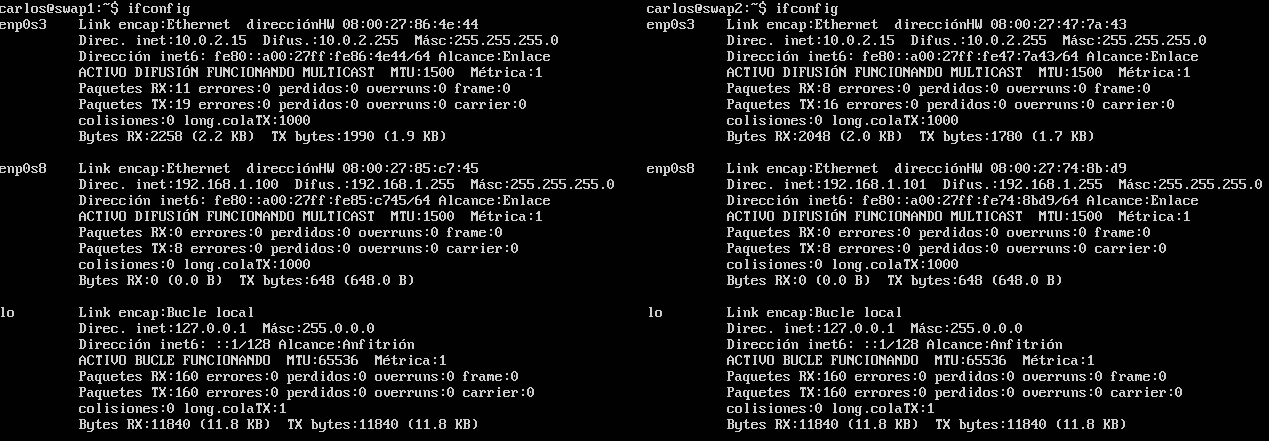 carlos@swap1:~$ ifconfig
enp0s3    Link encap:Ethernet  direcciónHW 08:00:27:86:4e:44
          Direc. inet:10.0.2.15  Difus.:10.0.2.255  Másc:255.255.255.0
          Dirección inet6: fe80::a00:27ff:fe86:4e44/64 Alcance:Enlace
          ACTIVO DIFUSIÓN FUNCIONANDO MULTICAST  MTU:1500  Métrica:1
          Paquetes RX:11 errores:0 perdidos:0 overruns:0 frame:0
          Paquetes TX:19 errores:0 perdidos:0 overruns:0 carrier:0
          colisiones:0 long.colaTX:1000
          Bytes RX:2258 (2.2 KB)  TX bytes:1990 (1.9 KB)

enp0s8    Link encap:Ethernet  direcciónHW 08:00:27:85:c7:45
          Direc. inet:192.168.1.100  Difus.:192.168.1.255  Másc:255.255.255.0
          Dirección inet6: fe80::a00:27ff:fe85:c745/64 Alcance:Enlace
          ACTIVO DIFUSIÓN FUNCIONANDO MULTICAST  MTU:1500  Métrica:1
          Paquetes RX:0 errores:0 perdidos:0 overruns:0 frame:0
          Paquetes TX:8 errores:0 perdidos:0 overruns:0 carrier:0
          colisiones:0 long.colaTX:1000
          Bytes RX:0 (0.0 B)  TX bytes:648 (648.0 B)

lo        Link encap:Bucle local
          Direc. inet:127.0.0.1  Másc:255.0.0.0
          Dirección inet6: ::1/128 Alcance:Anfitrión
          ACTIVO BUCLE FUNCIONANDO  MTU:65536  Métrica:1
          Paquetes RX:160 errores:0 perdidos:0 overruns:0 frame:0
          Paquetes TX:160 errores:0 perdidos:0 overruns:0 carrier:0
          colisiones:0 long.colaTX:1
          Bytes RX:11840 (11.8 KB)  TX bytes:11840 (11.8 KB)

carlos@swap2:~$ ifconfig
enp0s3    Link encap:Ethernet  direcciónHW 08:00:27:47:7a:43
          Direc. inet:10.0.2.15  Difus.:10.0.2.255  Másc:255.255.255.0
          Dirección inet6: fe80::a00:27ff:fe47:7a43/64 Alcance:Enlace
          ACTIVO DIFUSIÓN FUNCIONANDO MULTICAST  MTU:1500  Métrica:1
          Paquetes RX:8 errores:0 perdidos:0 overruns:0 frame:0
          Paquetes TX:16 errores:0 perdidos:0 overruns:0 carrier:0
          colisiones:0 long.colaTX:1000
          Bytes RX:2048 (2.0 KB)  TX bytes:1780 (1.7 KB)

enp0s8    Link encap:Ethernet  direcciónHW 08:00:27:74:8b:d9
          Direc. inet:192.168.1.101  Difus.:192.168.1.255  Másc:255.255.255.0
          Dirección inet6: fe80::a00:27ff:fe74:8bd9/64 Alcance:Enlace
          ACTIVO DIFUSIÓN FUNCIONANDO MULTICAST  MTU:1500  Métrica:1
          Paquetes RX:0 errores:0 perdidos:0 overruns:0 frame:0
          Paquetes TX:8 errores:0 perdidos:0 overruns:0 carrier:0
          colisiones:0 long.colaTX:1000
          Bytes RX:0 (0.0 B)  TX bytes:648 (648.0 B)

lo        Link encap:Bucle local
          Direc. inet:127.0.0.1  Másc:255.0.0.0
          Dirección inet6: ::1/128 Alcance:Anfitrión
          ACTIVO BUCLE FUNCIONANDO  MTU:65536  Métrica:1
          Paquetes RX:160 errores:0 perdidos:0 overruns:0 frame:0
          Paquetes TX:160 errores:0 perdidos:0 overruns:0 carrier:0
          colisiones:0 long.colaTX:1
          Bytes RX:11840 (11.8 KB)  TX bytes:11840 (11.8 KB)